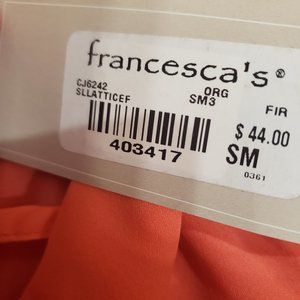 francesca's®
CJ6242 ORG
SLLATTICEF SM3 FIR
$ 44.00
403417 SM
0361